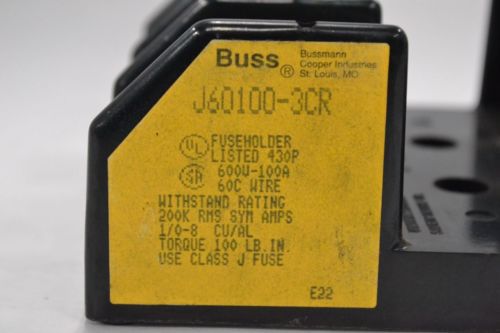 Buss ®
Bussmann
Cooper Industries
St. Louis, MO
J60100-3CR
UL
FUSEHOLDER
LISTED 430P
SA
600V-100A
60C WIRE
WITHSTAND RATING
200K RMS SYM AMPS
1/0-8 CU/AL
TORQUE 100 LB.IN.
USE CLASS J FUSE
E22